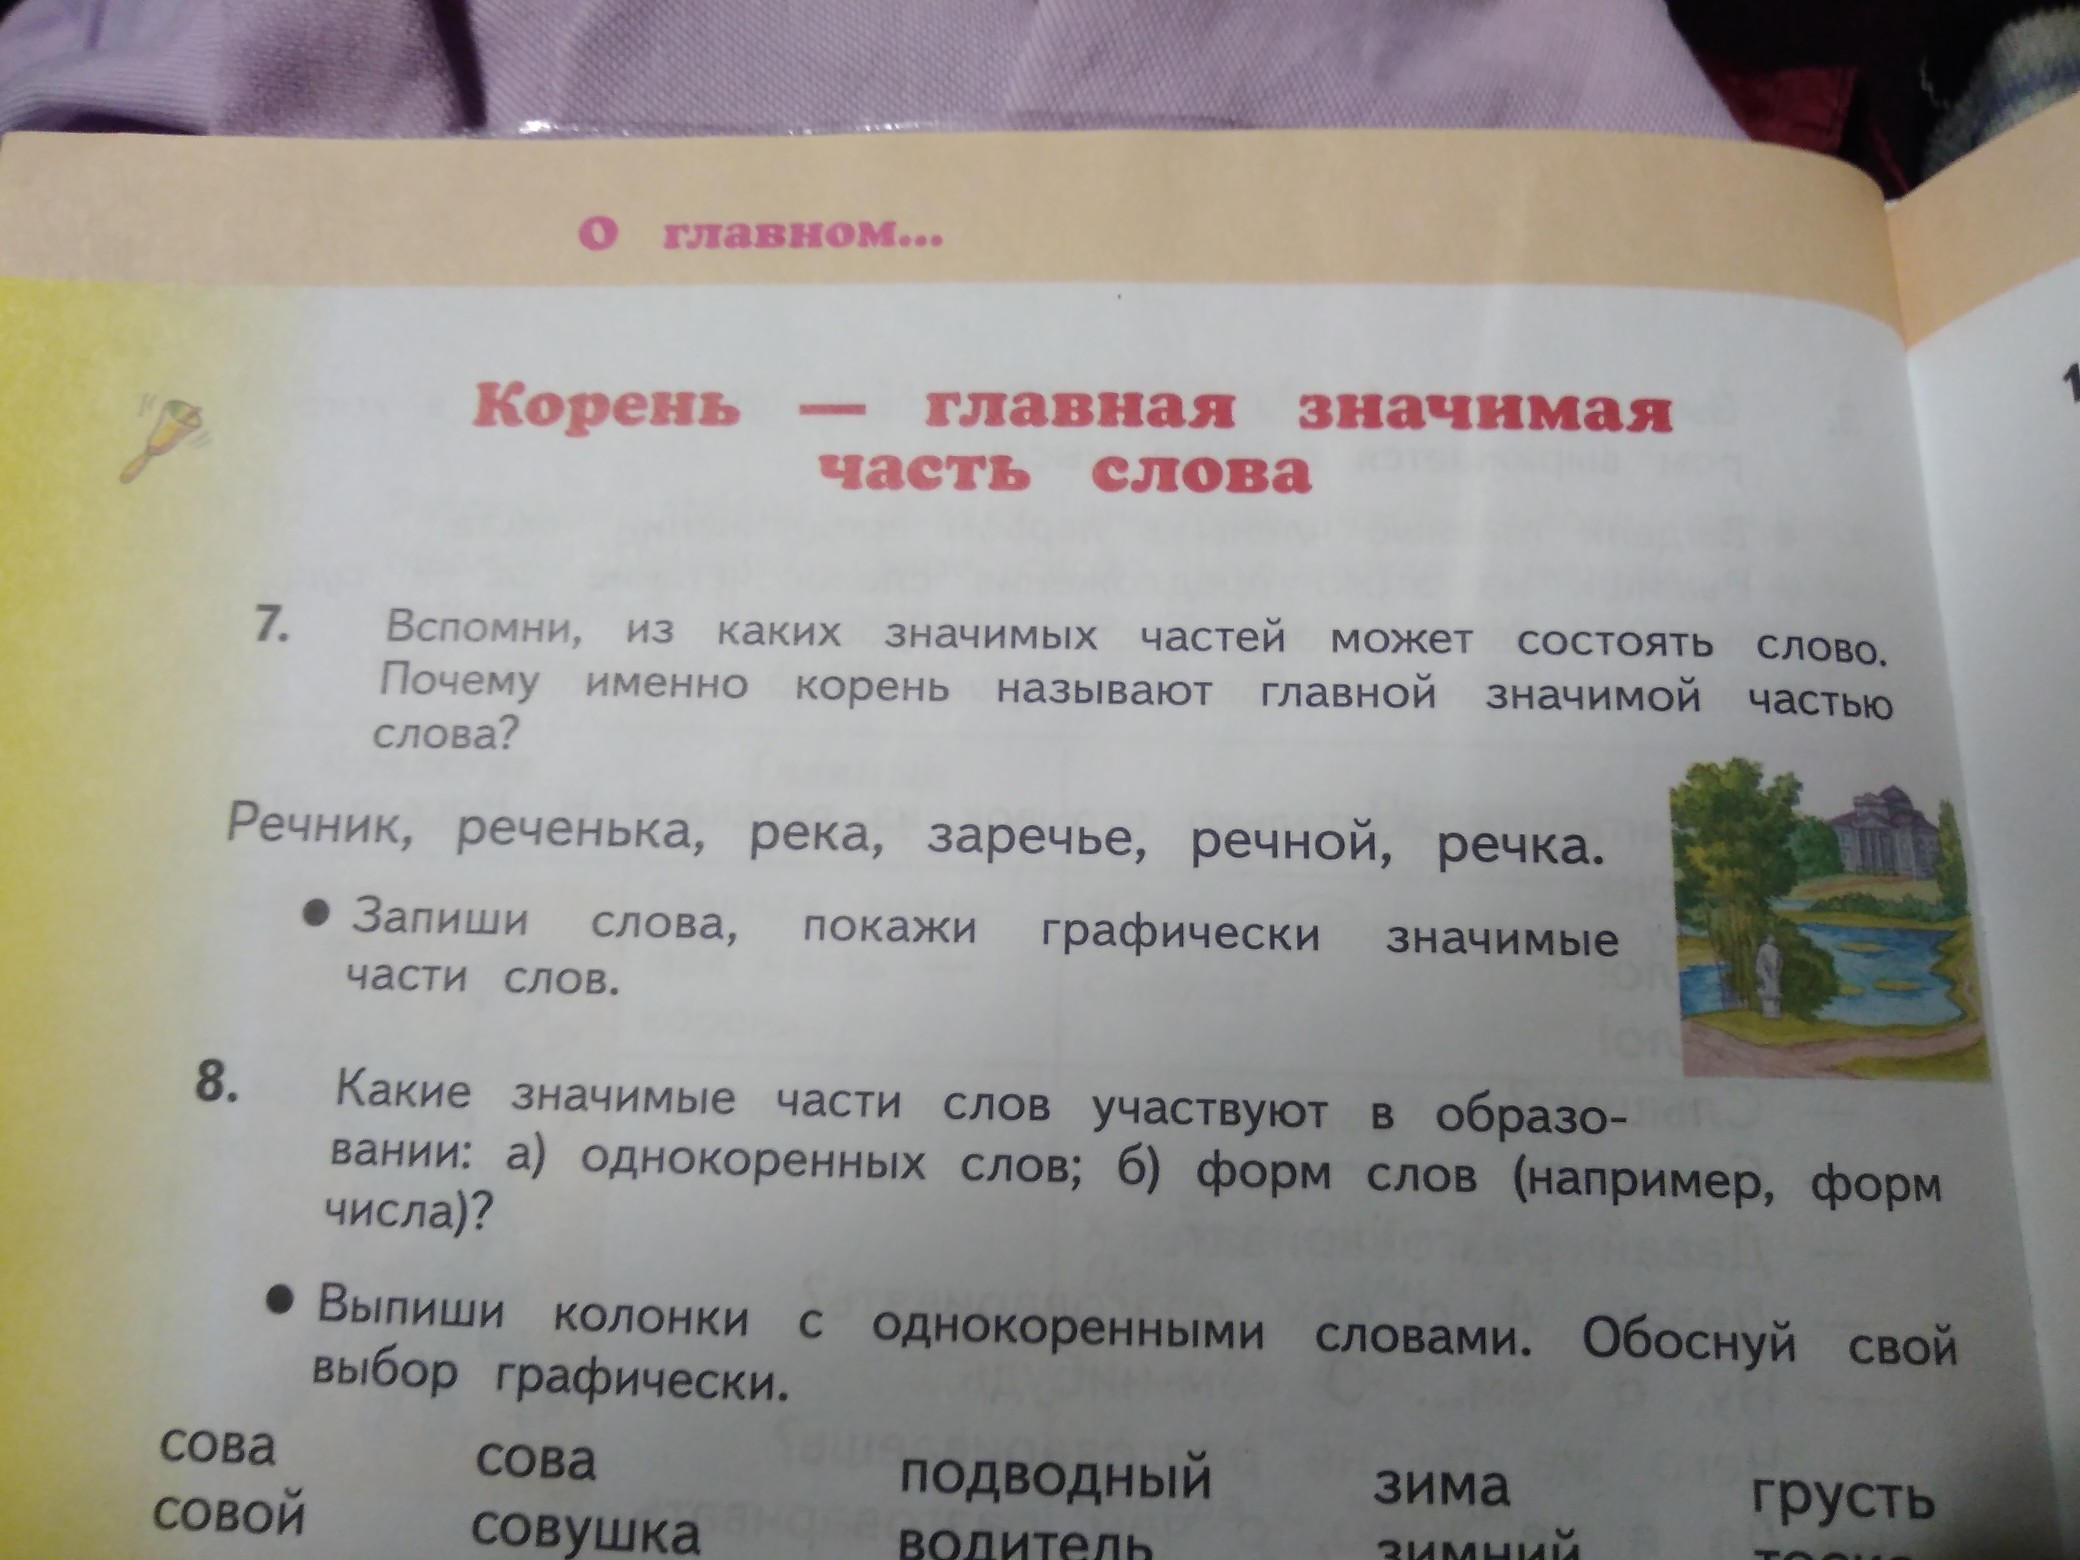 О главном...
Корень — главная значимая
часть слова
7. Вспомни, из каких значимых частей может состоять слово.
Почему именно корень называют главной значимой частью
слова?
Речник, реченька, река, заречье, речной, речка.
● Запиши слова, покажи графически значимые
части слов.
8. Какие значимые части слов участвуют в образо-
вании: а) однокоренных слов; б) форм слов (например, форм
числа)?
● Выпиши колонки с однокоренными словами. Обоснуй свой
выбор графически.
сова сова подводный зима грусть
совой совушка водитель зимний